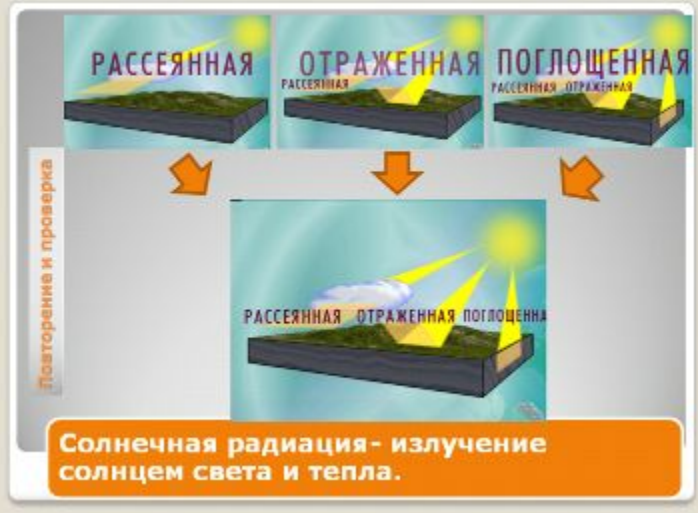 РАССЕЯННАЯ
ОТРАЖЕННАЯ
РАССЕЯННАЯ
ПОГЛОЩЕННАЯ
РАССЕЯННАЯ ОТРАЖЕННАЯ
Повторение и проверка
РАССЕЯННАЯ ОТРАЖЕННАЯ ПОГЛОЩЕННА
Солнечная радиация- излучение
солнцем света и тепла.